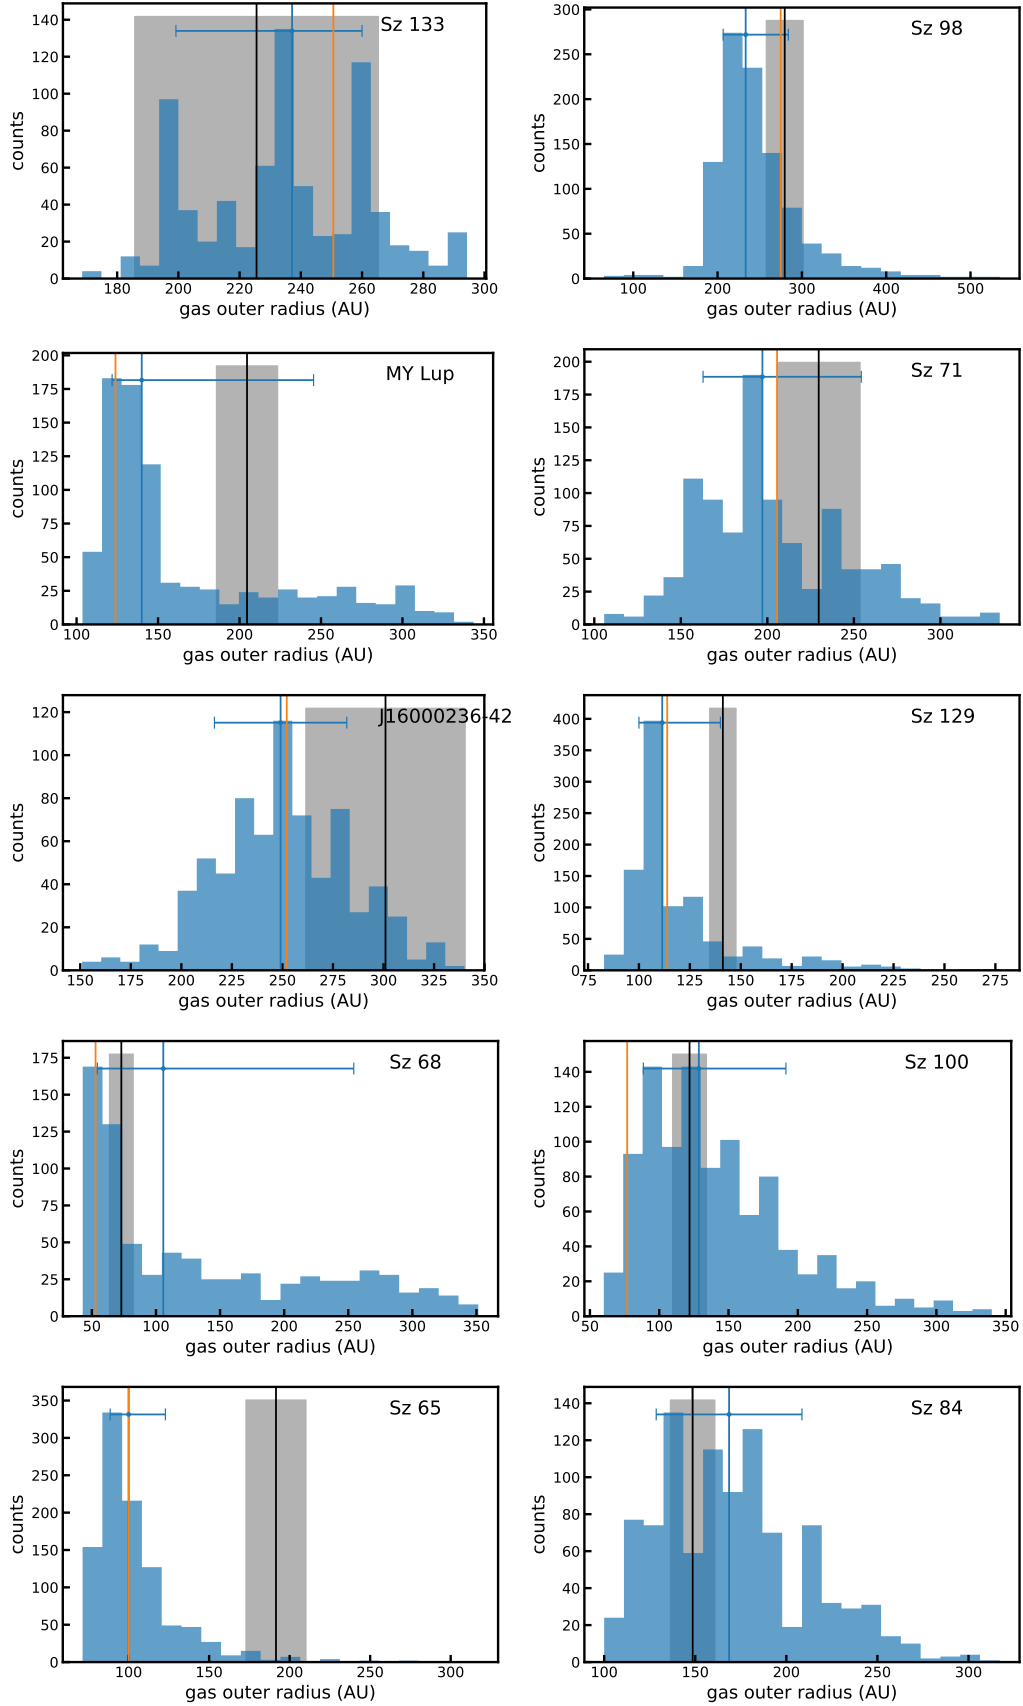 Sz 133
counts
140
120
100
80
60
40
20
0
180 200 220 240 260 280 300
gas outer radius (AU)
Sz 98
counts
300
250
200
150
100
50
0
100 200 300 400 500
gas outer radius (AU)
MY Lup
counts
200
175
150
125
100
75
50
25
0
100 150 200 250 300 350
gas outer radius (AU)
Sz 71
counts
200
175
150
125
100
75
50
25
0
100 150 200 250 300
gas outer radius (AU)
J16000236-42
counts
120
100
80
60
40
20
0
150 175 200 225 250 275 300 325 350
gas outer radius (AU)
Sz 129
counts
400
350
300
250
200
150
100
50
0
75 100 125 150 175 200 225 250 275
gas outer radius (AU)
Sz 68
counts
175
150
125
100
75
50
25
0
50 100 150 200 250 300 350
gas outer radius (AU)
Sz 100
counts
140
120
100
80
60
40
20
0
50 100 150 200 250 300 350
gas outer radius (AU)
Sz 65
counts
350
300
250
200
150
100
50
0
100 150 200 250 300
gas outer radius (AU)
Sz 84
counts
140
120
100
80
60
40
20
0
100 150 200 250 300
gas outer radius (AU)